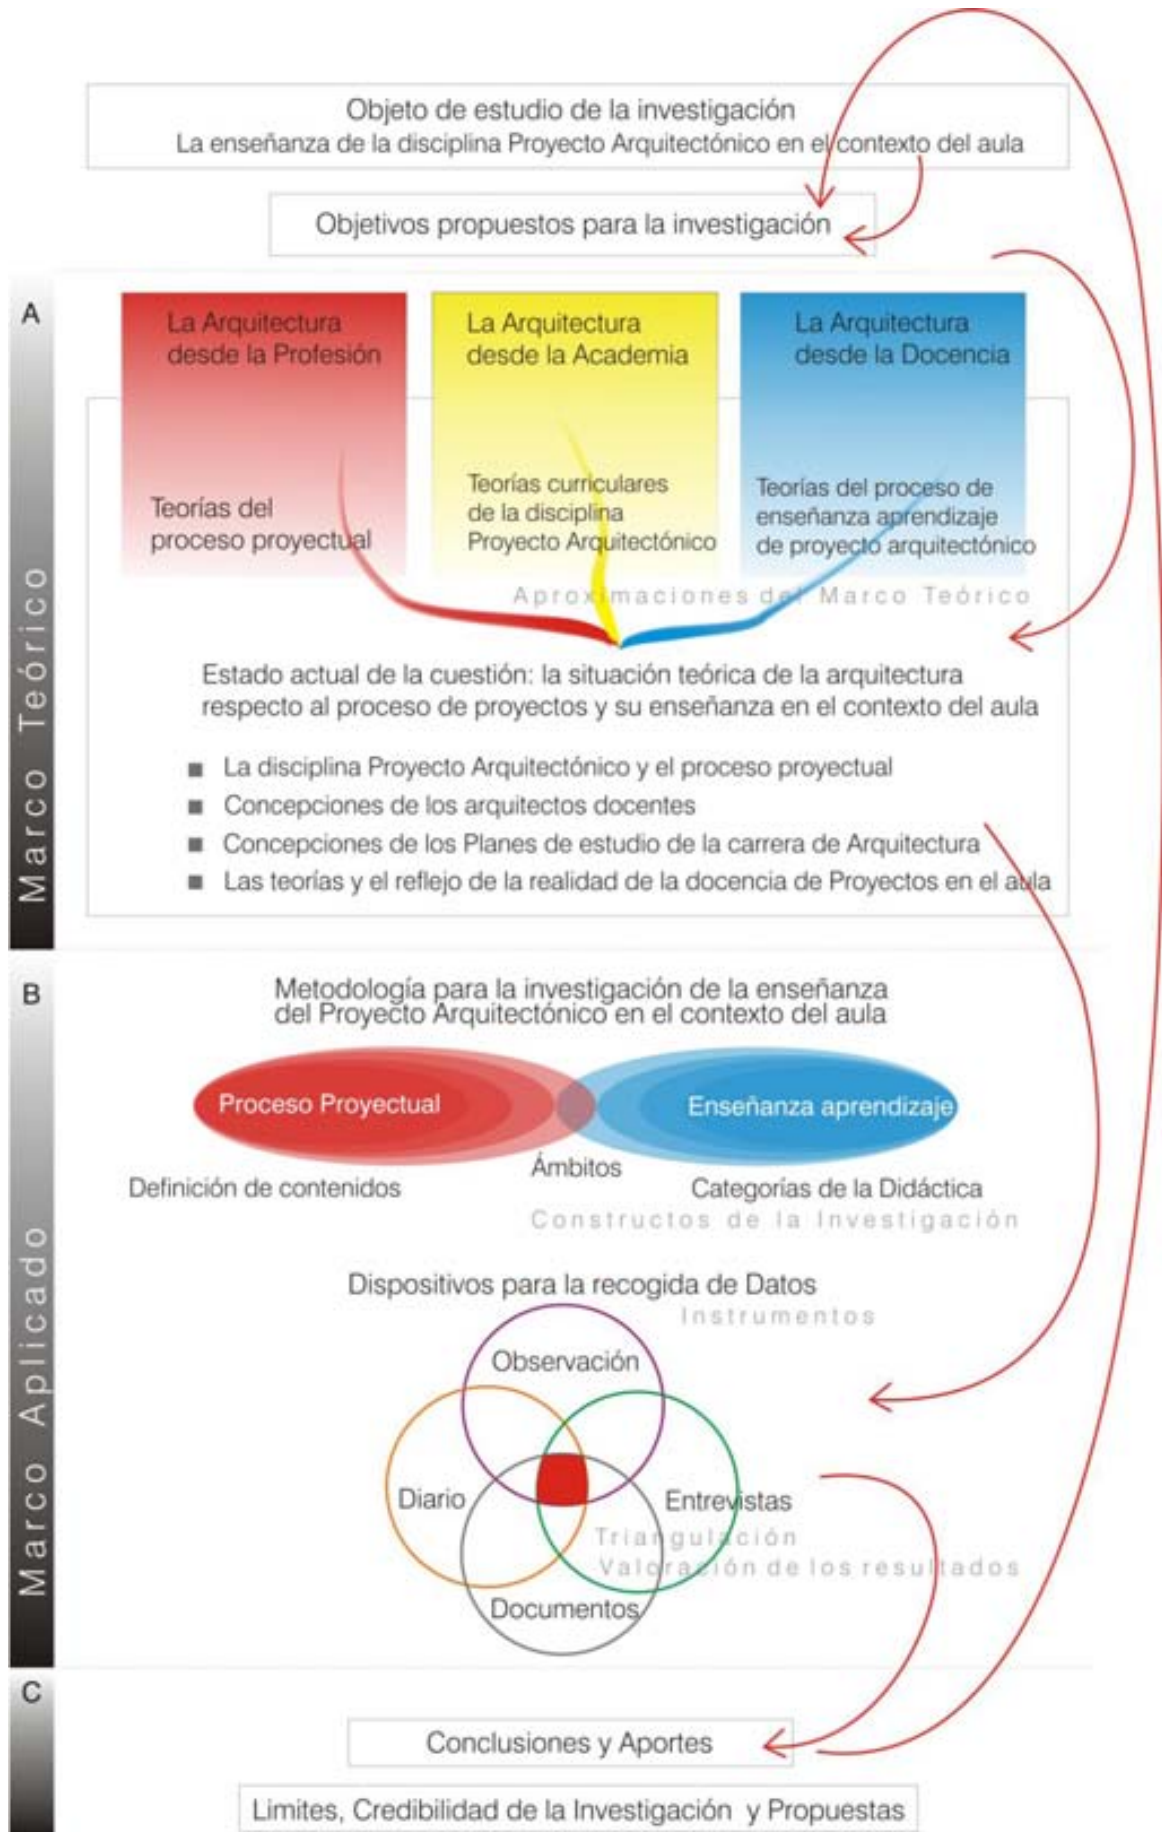 Objeto de estudio de la investigación
La enseñanza de la disciplina Proyecto Arquitectónico en el contexto del aula
Objetivos propuestos para la investigación
A
Marco Teórico
La Arquitectura
desde la Profesión
Teorías del
proceso proyectual
La Arquitectura
desde la Academia
Teorías curriculares
de la disciplina
Proyecto Arquitectónico
La Arquitectura
desde la Docencia
Teorías del proceso de
enseñanza aprendizaje
de proyecto arquitectónico
Aproximaciones del Marco Teórico
Estado actual de la cuestión: la situación teórica de la arquitectura
respecto al proceso de proyectos y su enseñanza en el contexto del aula
■ La disciplina Proyecto Arquitectónico y el proceso proyectual
■ Concepciones de los arquitectos docentes
■ Concepciones de los Planes de estudio de la carrera de Arquitectura
■ Las teorías y el reflejo de la realidad de la docencia de Proyectos en el aula
B
Marco Aplicado
Metodología para la investigación de la enseñanza
del Proyecto Arquitectónico en el contexto del aula
Proceso Proyectual
Enseñanza aprendizaje
Ámbitos
Definición de contenidos
Categorías de la Didáctica
Constructos de la Investigación
Dispositivos para la recogida de Datos
Instrumentos
Observación
Diario
Entrevistas
Triangulación
Valoración de los resultados
Documentos
C
Conclusiones y Aportes
Limites, Credibilidad de la Investigación y Propuestas